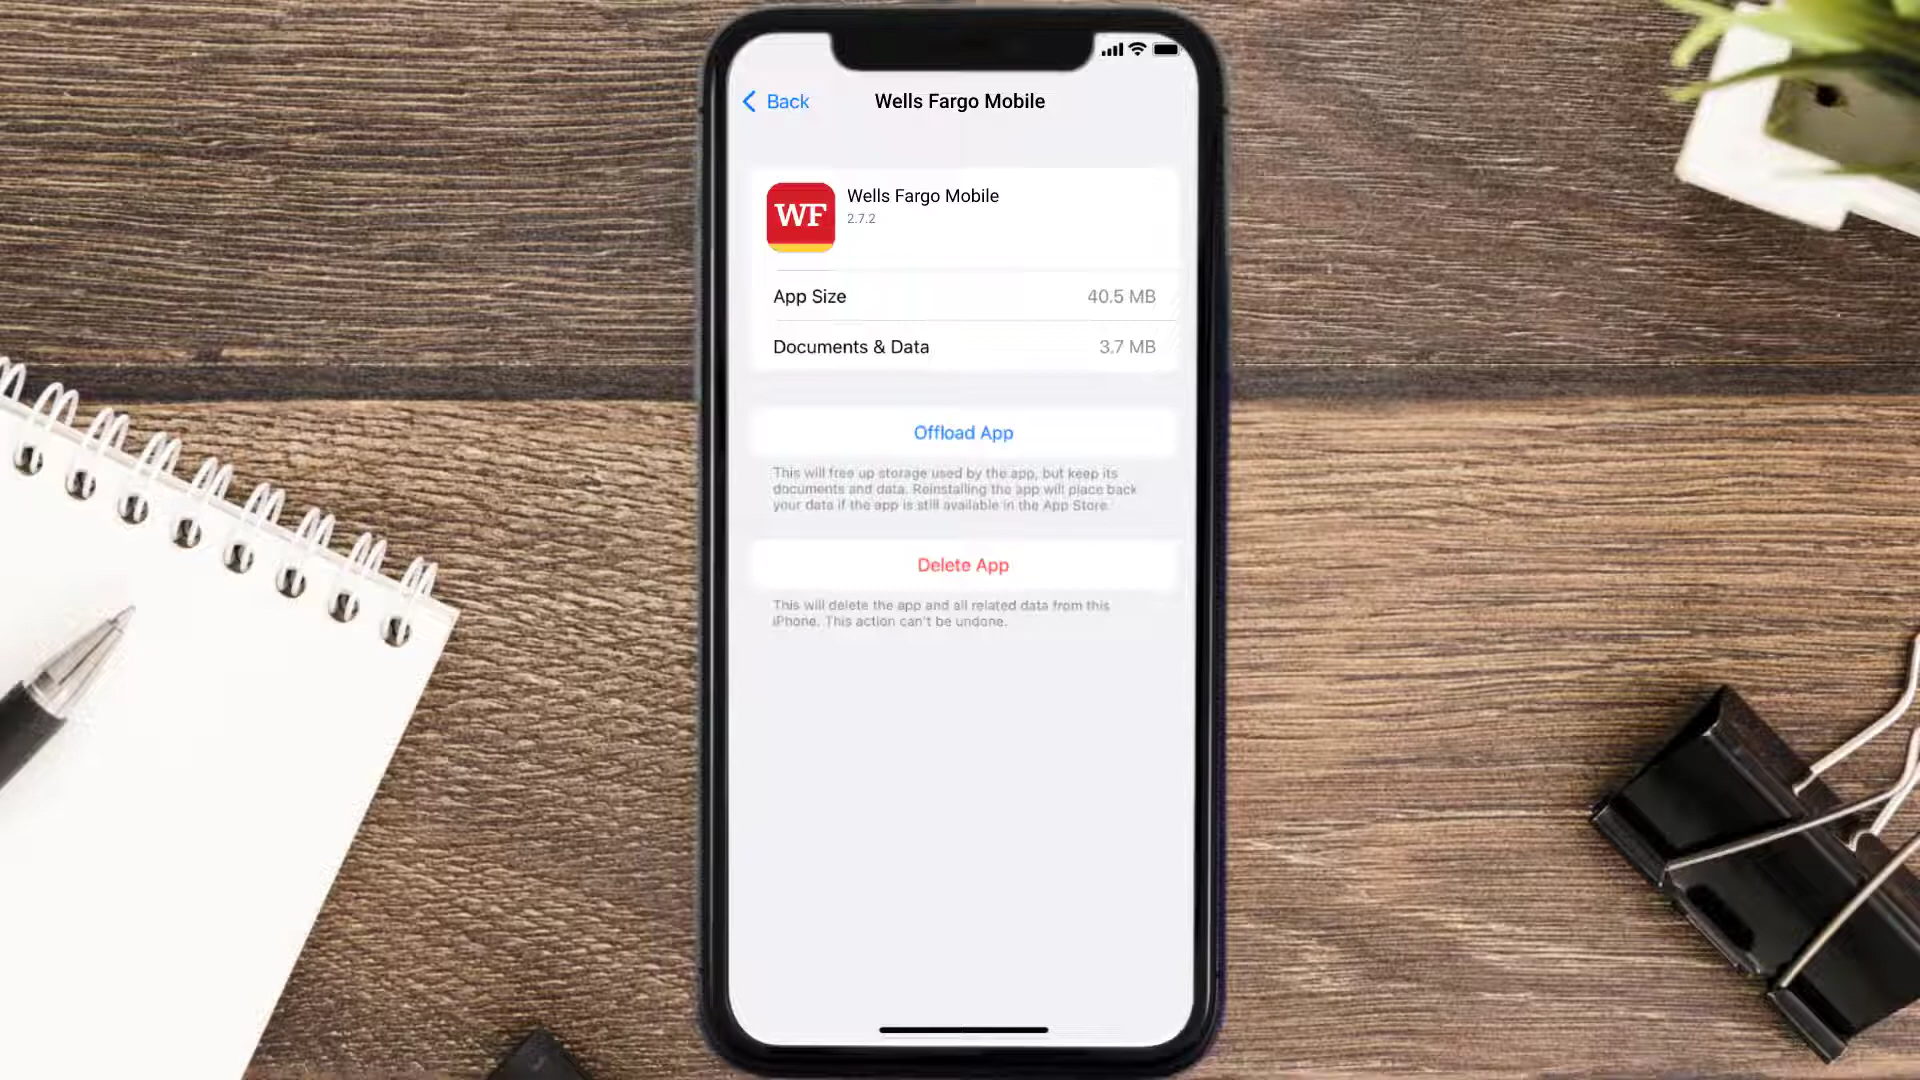 Back
Wells Fargo Mobile
WF
Wells Fargo Mobile
2.7.2
App Size
40.5 MB
Documents & Data
3.7 MB
Offload App
This will free up storage used by the app, but keep its
documents and data. Reinstalling the app will place back
your data if the app is still available in the App Store.
Delete App
This will delete the app and all related data from this
iPhone. This action can't be undone.